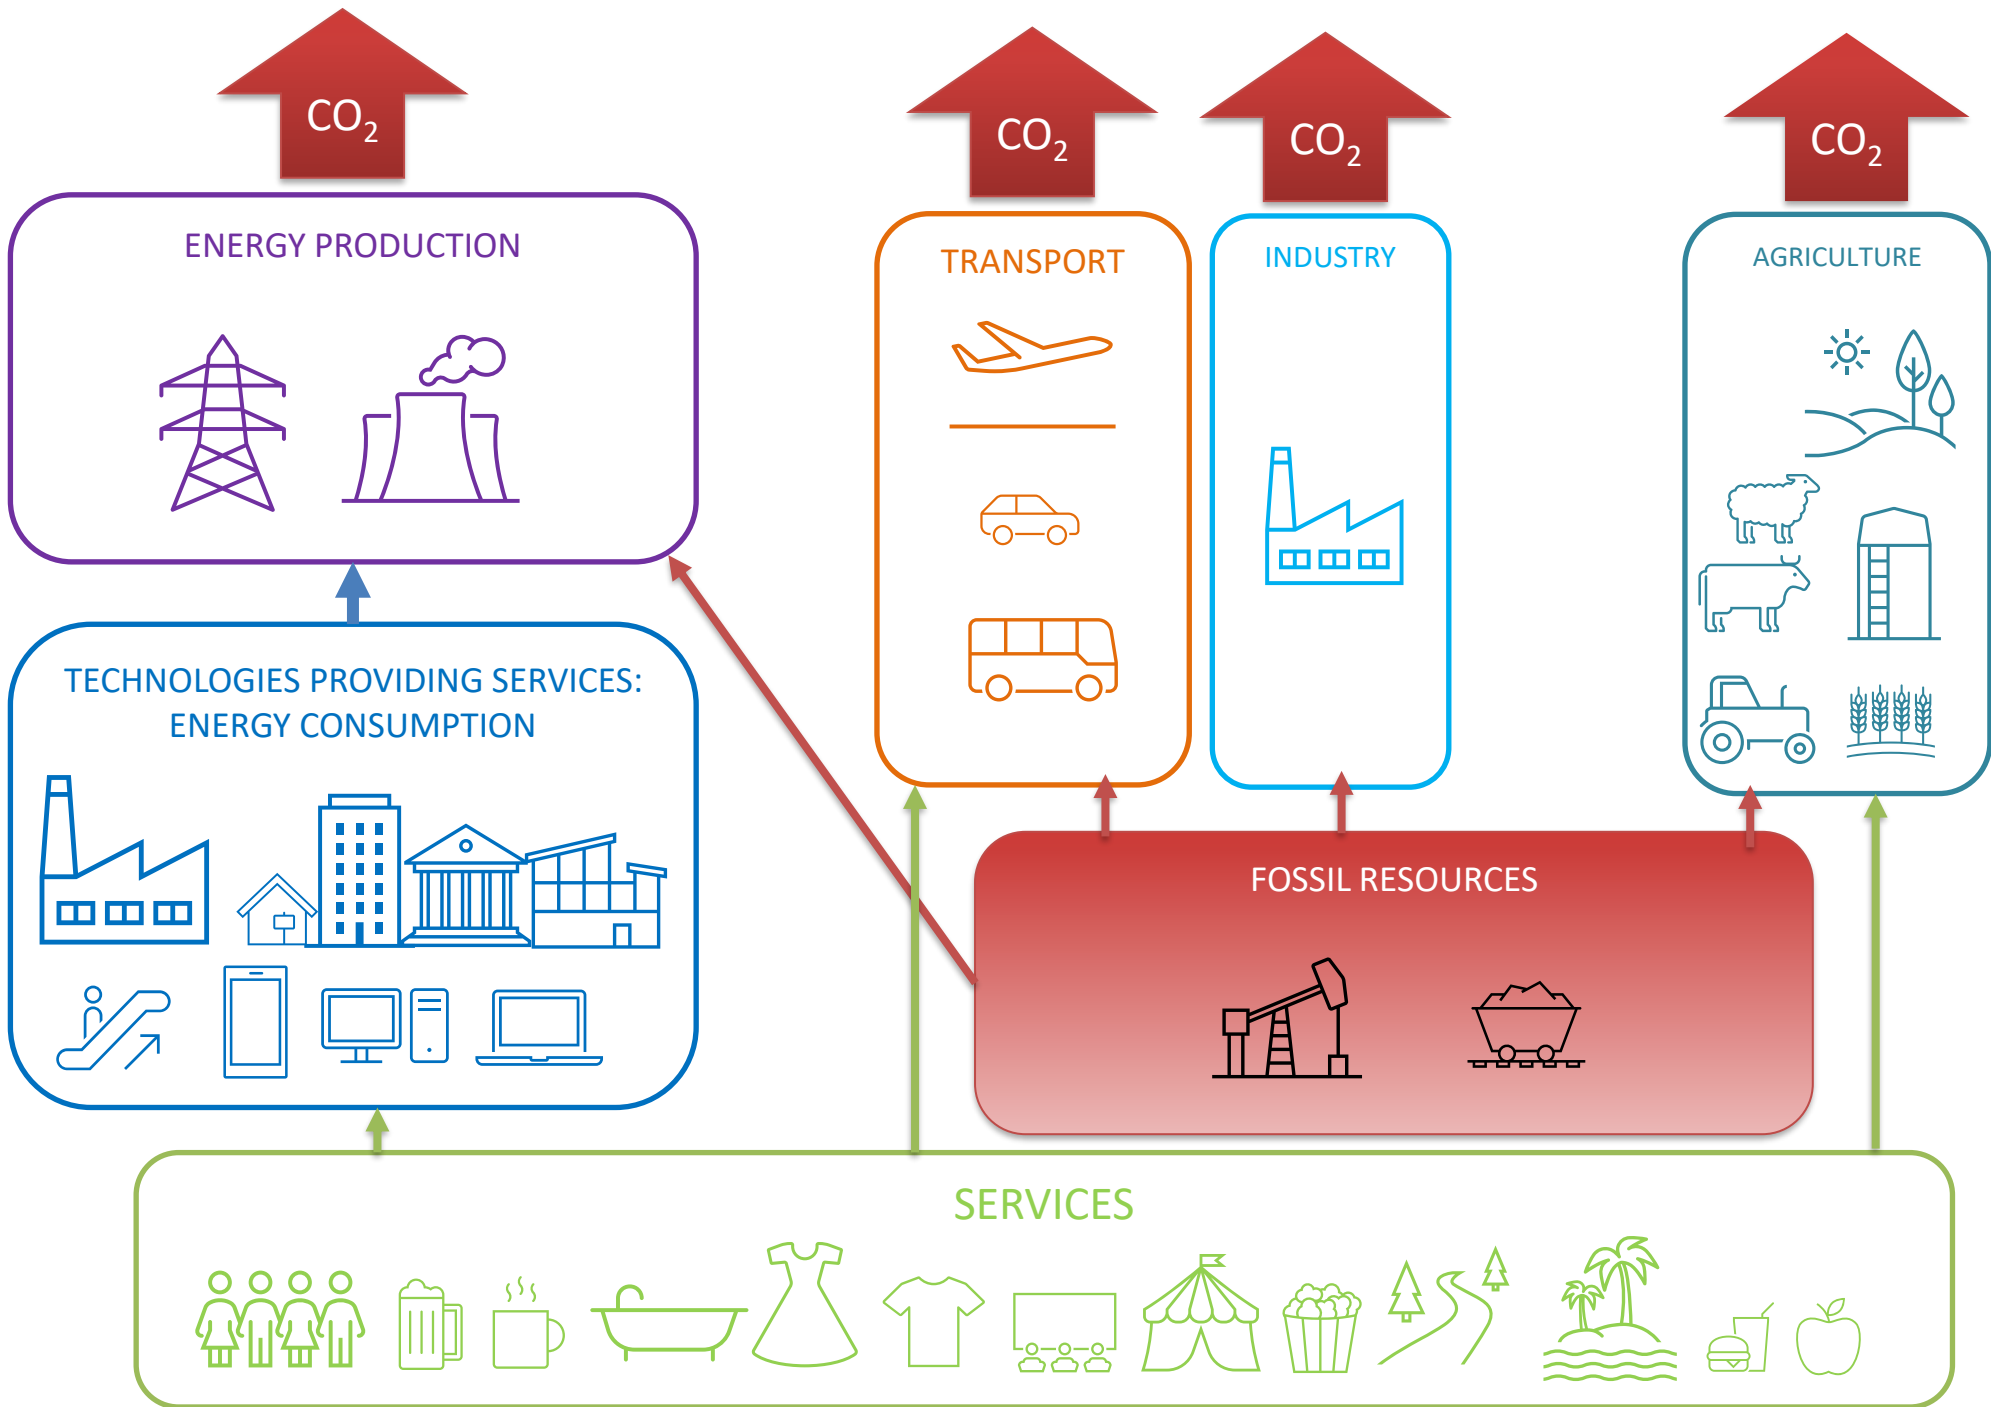 CO₂
CO₂
CO₂
CO₂
ENERGY PRODUCTION
TRANSPORT
INDUSTRY
AGRICULTURE
TECHNOLOGIES PROVIDING SERVICES:
ENERGY CONSUMPTION
FOSSIL RESOURCES
SERVICES